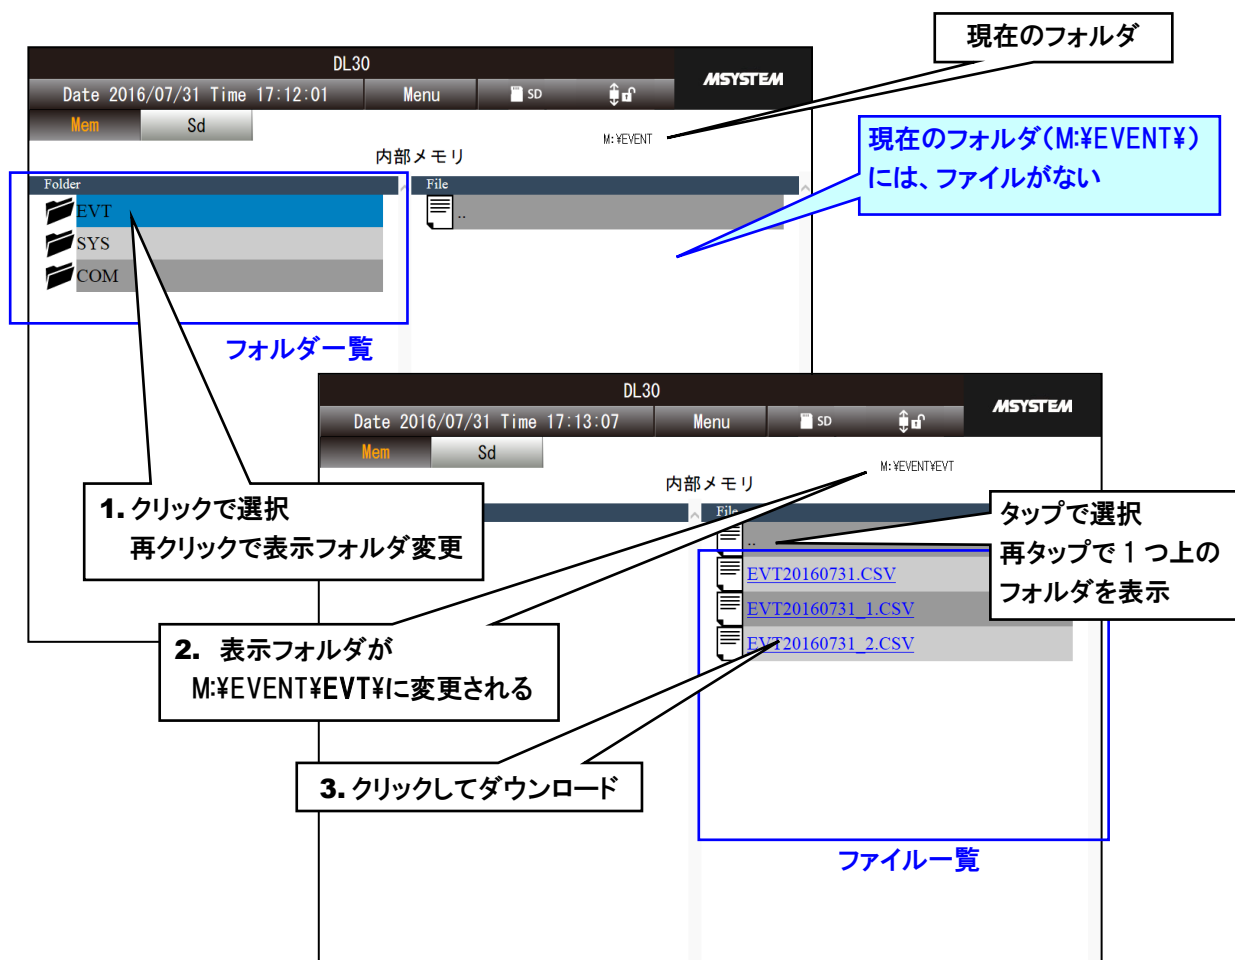 現在のフォルダ
DL30
MSYSTEM
Date 2016/07/31 Time 17:12:01
Menu
SD
Mem
Sd
M:¥EVENT
内部メモリ
現在のフォルダ(M:¥EVENT¥)
には、ファイルがない
Folder
File
EVT
..
SYS
COM
フォルダ一覧
DL30
MSYSTEM
Date 2016/07/31 Time 17:13:07
Menu
SD
Mem
Sd
M:¥EVENT¥EVT
内部メモリ
File
1. クリックで選択
再クリックで表示フォルダ変更
タップで選択
再タップで1つ上の
フォルダを表示
..
EVT20160731.CSV
EVT20160731_1.CSV
EVT20160731_2.CSV
2. 表示フォルダが
M:¥EVENT¥EVT¥に変更される
3. クリックしてダウンロード
ファイル一覧